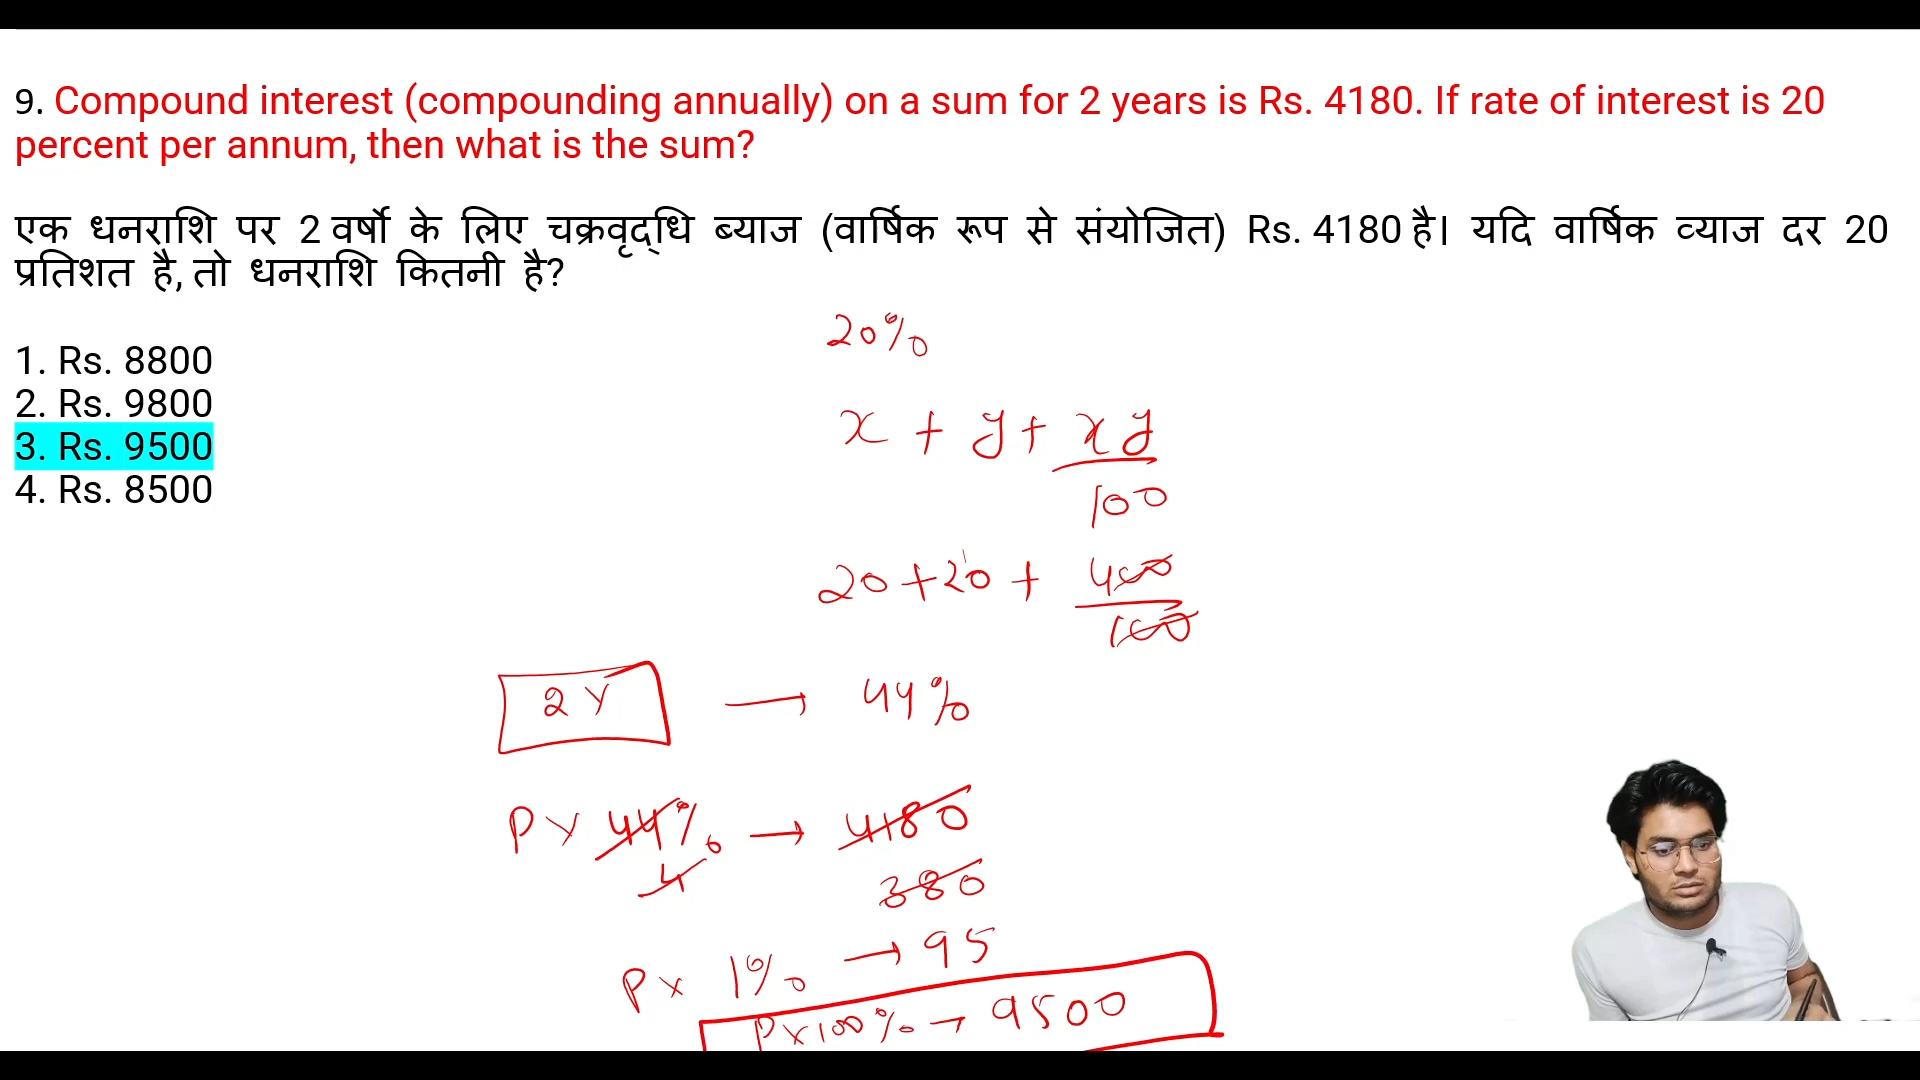 9. Compound interest (compounding annually) on a sum for 2 years is Rs. 4180. If rate of interest is 20
percent per annum, then what is the sum?
एक धनराशि पर 2 वर्षो के लिए चक्रवृद्धि ब्याज (वार्षिक रूप से संयोजित) Rs. 4180 है। यदि वार्षिक व्याज दर 20
प्रतिशत है, तो धनराशि कितनी है?
1. Rs. 8800
2. Rs. 9800
3. Rs. 9500
4. Rs. 8500
20%
x + y + xy
100
20 + 20 + 400
100
2 Y → 44%
P x 44% → 4180
4 380
P x 1% → 95
P x 100% → 9500